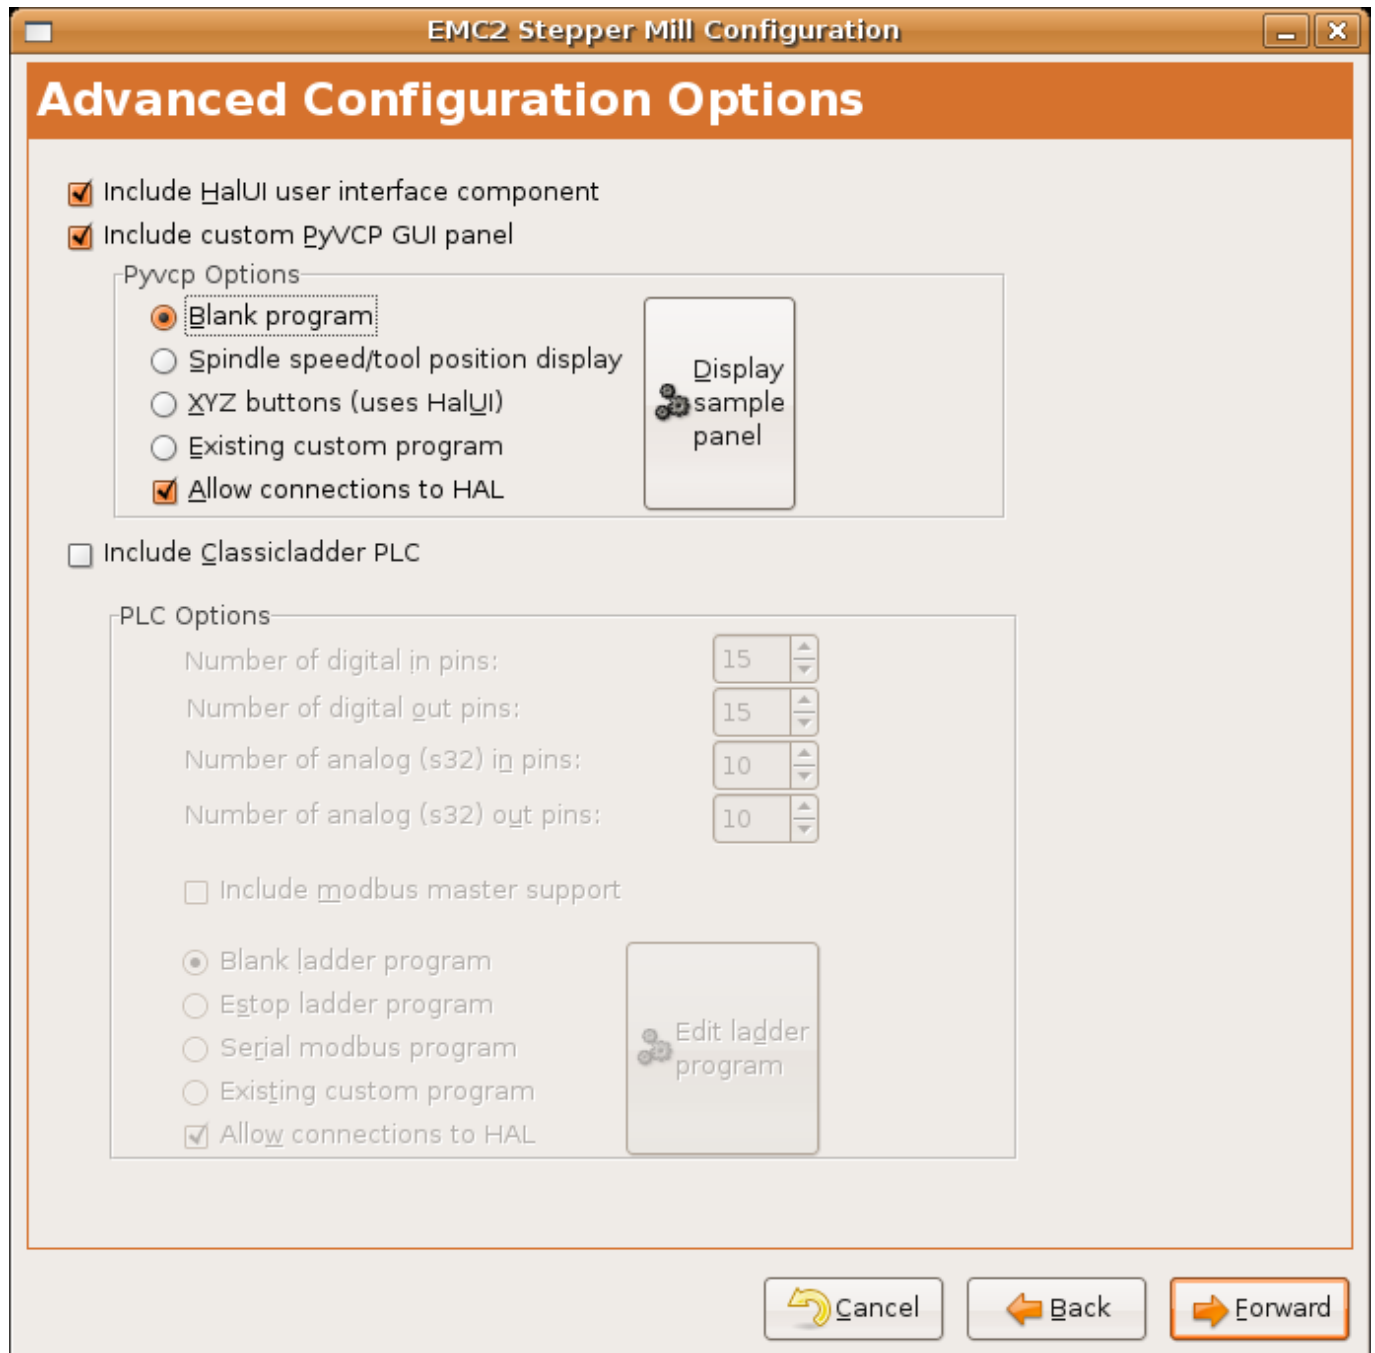 EMC2 Stepper Mill Configuration
Advanced Configuration Options
Include HalUI user interface component
Include custom PyVCP GUI panel
Pyvcp Options
Blank program
Spindle speed/tool position display
XYZ buttons (uses HalUI)
Existing custom program
Allow connections to HAL
Display
sample
panel
Include Classicladder PLC
PLC Options
Number of digital in pins: 15
Number of digital out pins: 15
Number of analog (s32) in pins: 10
Number of analog (s32) out pins: 10
Include modbus master support
Blank ladder program
Estop ladder program
Serial modbus program
Existing custom program
Allow connections to HAL
Edit ladder
program
Cancel Back Forward